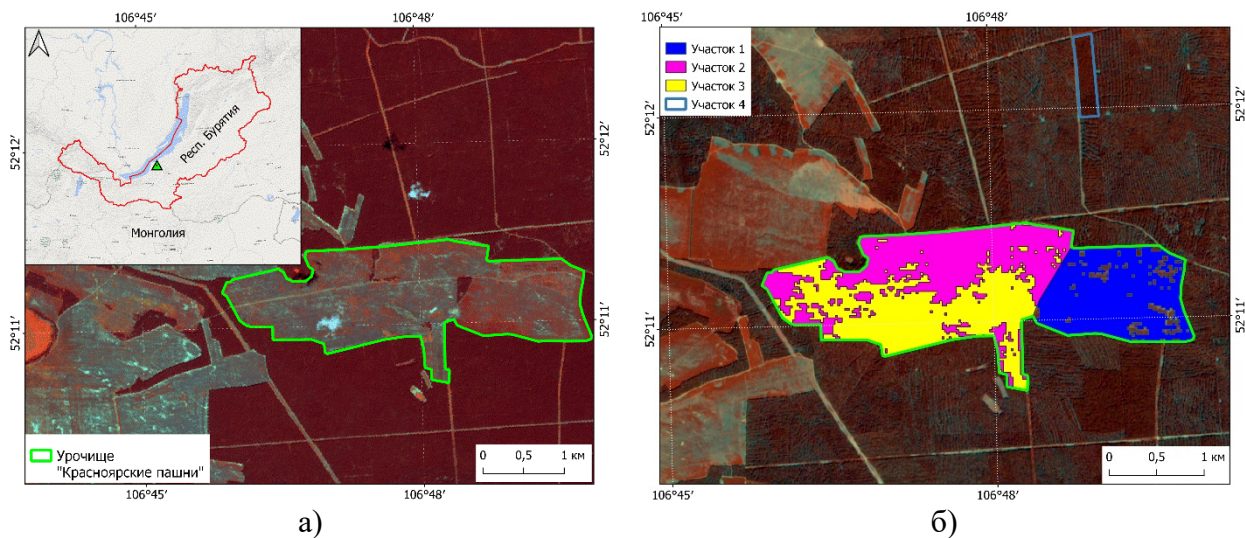 106°45′
106°48′
52°12′
52°12′
52°11′
52°11′
Респ. Бурятия
Монголия
Урочище
"Красноярские пашни"
0 0,5 1 км
106°45′
106°48′
а)
106°45′
106°48′
Участок 1
Участок 2
Участок 3
Участок 4
52°12′
52°12′
52°11′
52°11′
0 0,5 1 км
106°45′
106°48′
б)